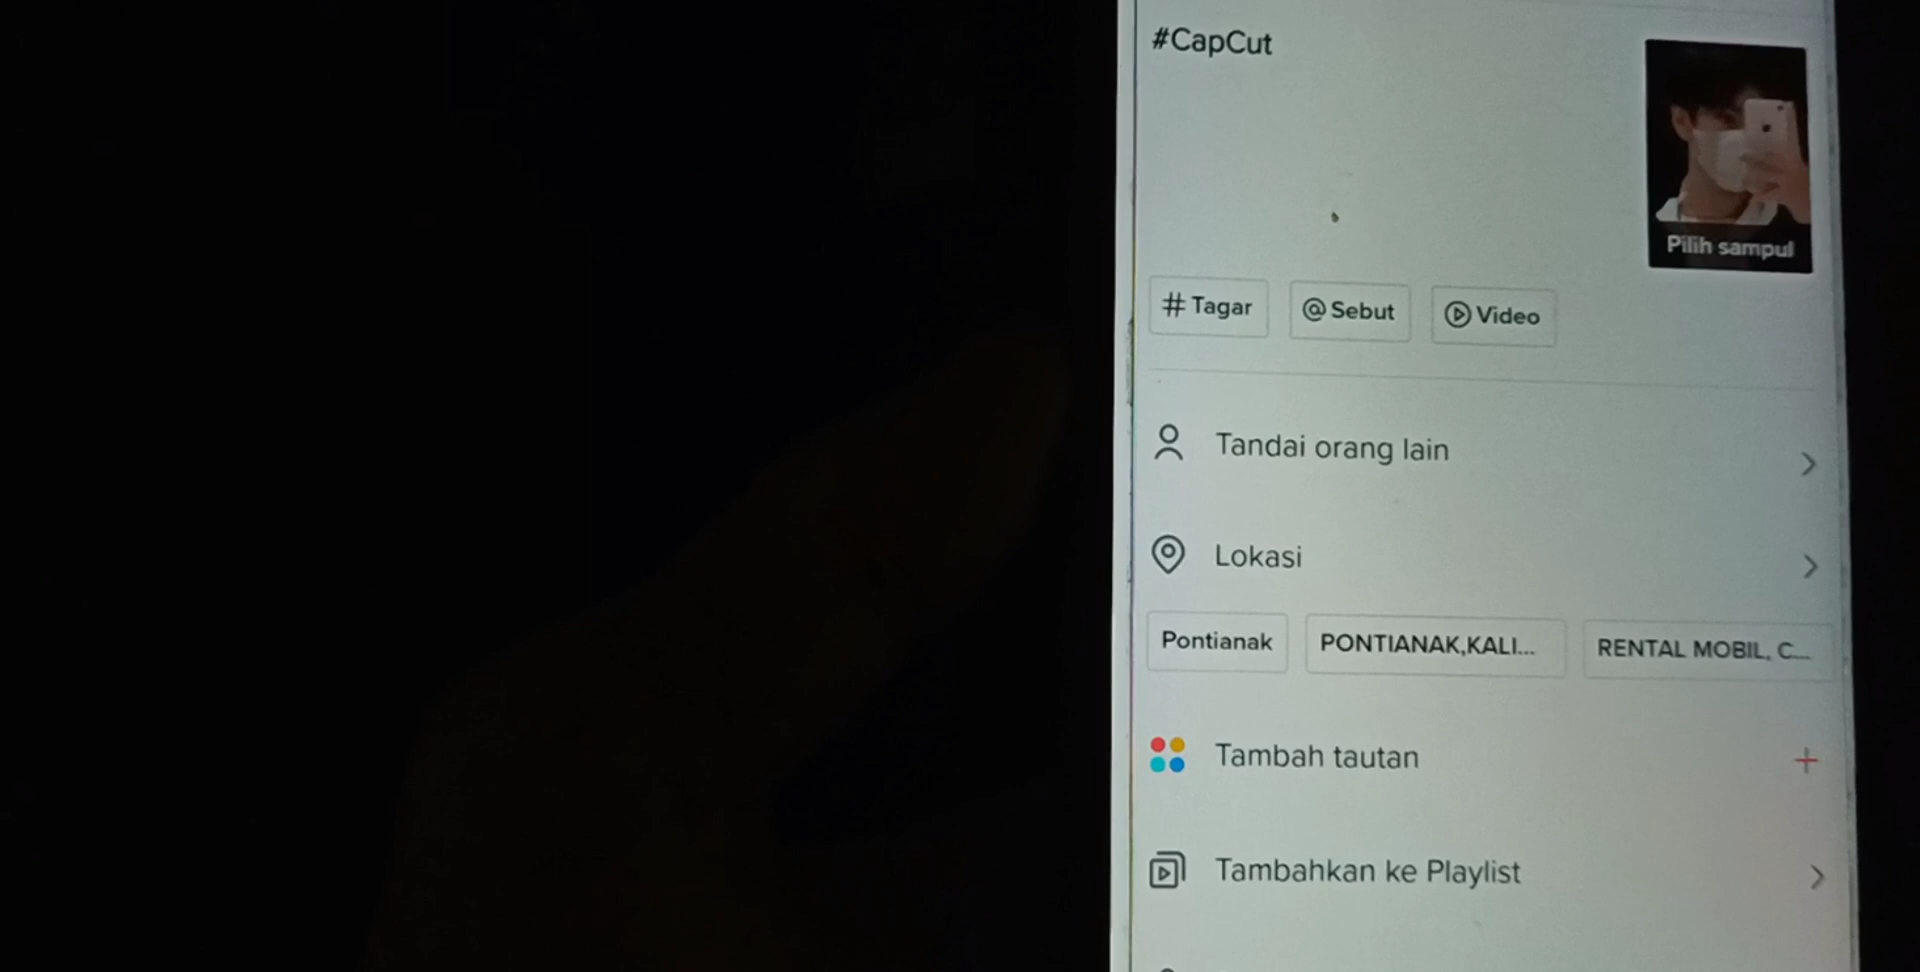 #CapCut
Pilih sampul
# Tagar
@ Sebut
Video
Tandai orang lain
Lokasi
Pontianak
PONTIANAK,KALI...
RENTAL MOBIL, C...
Tambah tautan
Tambahkan ke Playlist